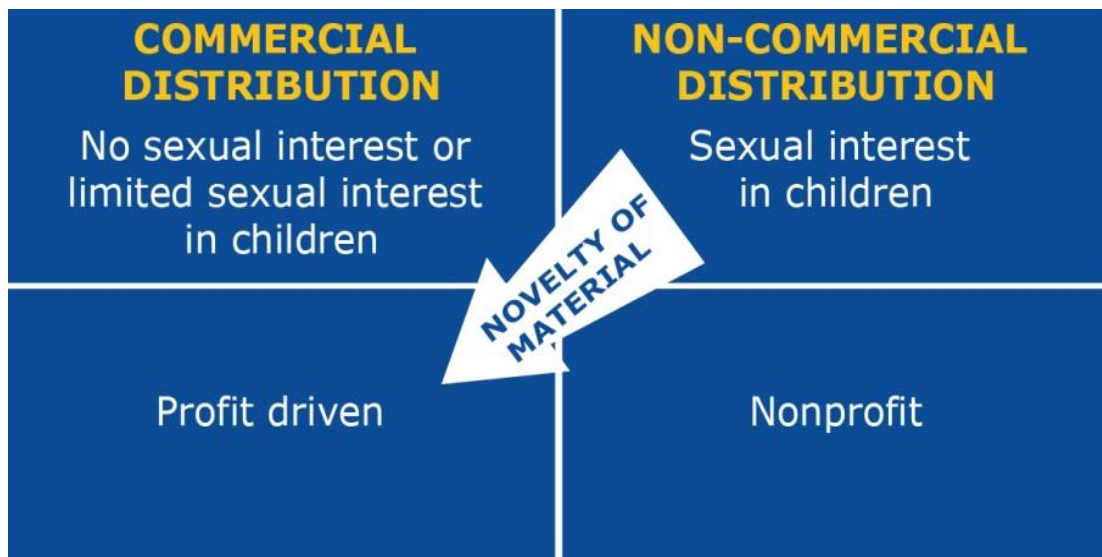 COMMERCIAL
DISTRIBUTION
No sexual interest or
limited sexual interest
in children
NON-COMMERCIAL
DISTRIBUTION
Sexual interest
in children
NOVELTY OF
MATERIAL
Profit driven
Nonprofit